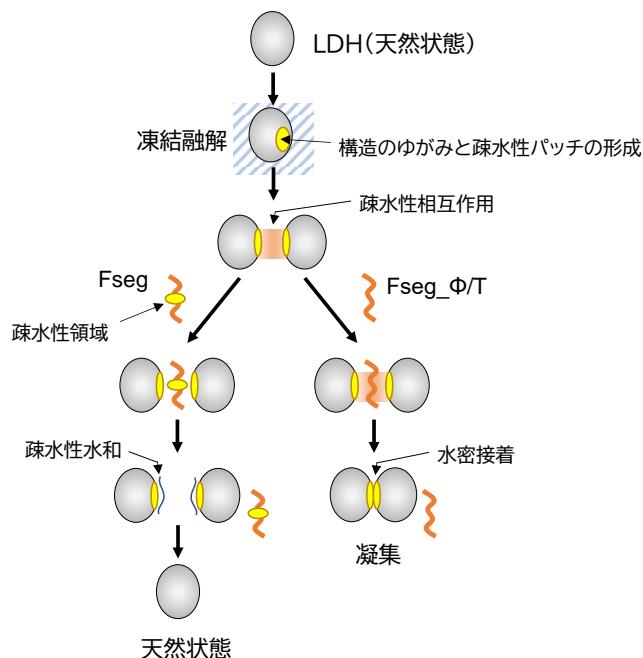 LDH(天然状態)
凍結融解
構造のゆがみと疎水性パッチの形成
疎水性相互作用
Fseg
Fseg_Φ/T
疎水性領域
疎水性水和
水密接着
凝集
天然状態